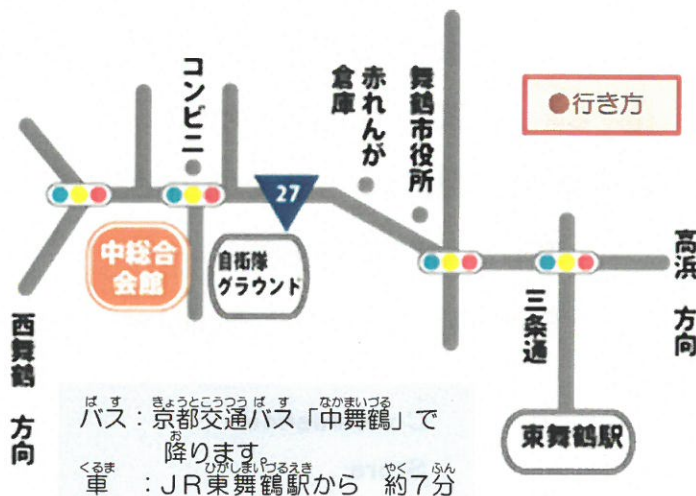 ●行き方
コンビニ
赤れんが
倉庫
舞鶴市役所
27
中総合
会館
自衛隊
グラウンド
三条通
高浜 方向
西舞鶴 方向
東舞鶴駅
ばす きょうとこうつうばす なかまいづる
バス：京都交通バス「中舞鶴」で
お
降ります。
くるま ひがしまいづるえき やく ふん
車 ：ＪＲ東舞鶴駅から 約7分